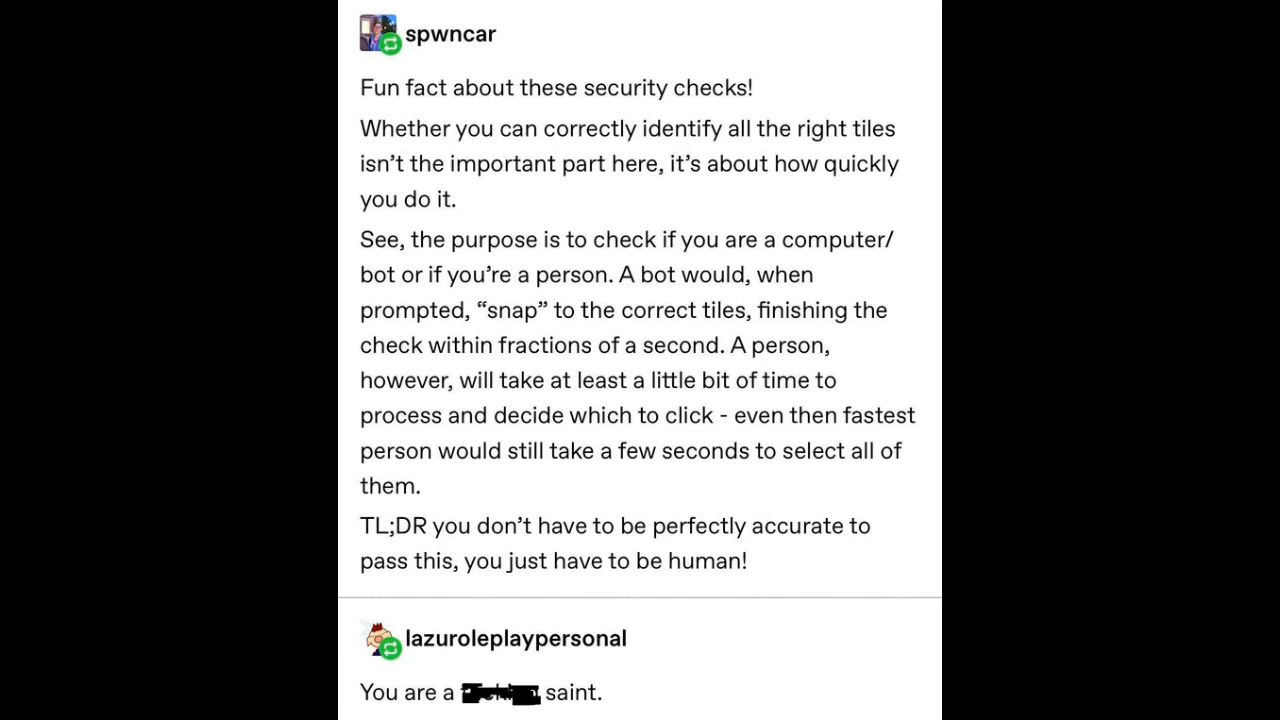 spwncar
Fun fact about these security checks!
Whether you can correctly identify all the right tiles
isn’t the important part here, it’s about how quickly
you do it.
See, the purpose is to check if you are a computer/
bot or if you’re a person. A bot would, when
prompted, “snap” to the correct tiles, finishing the
check within fractions of a second. A person,
however, will take at least a little bit of time to
process and decide which to click - even then fastest
person would still take a few seconds to select all of
them.
TL;DR you don’t have to be perfectly accurate to
pass this, you just have to be human!
lazuroleplaypersonal
You are a saint.